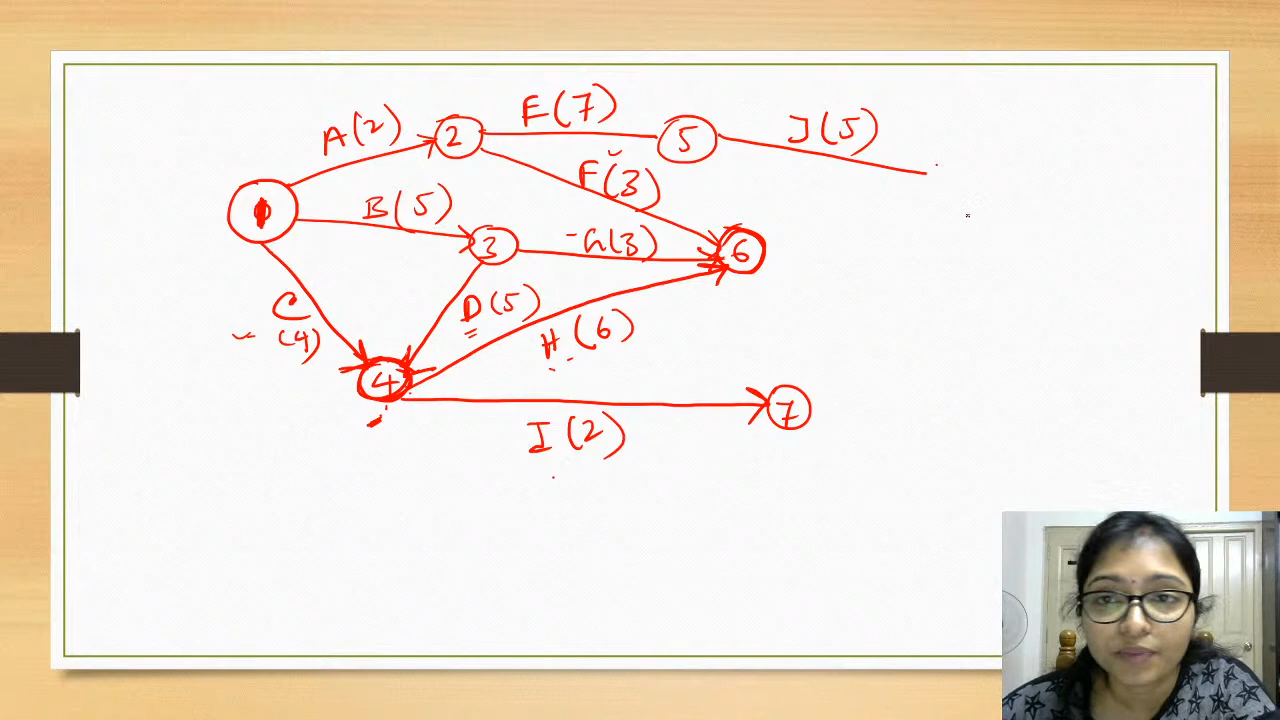 A(2)
E(7)
J(5)
2
5
F(3)
1
B(5)
3
G(3)
6
C
(4)
D(5)
H(6)
4
7
I(2)